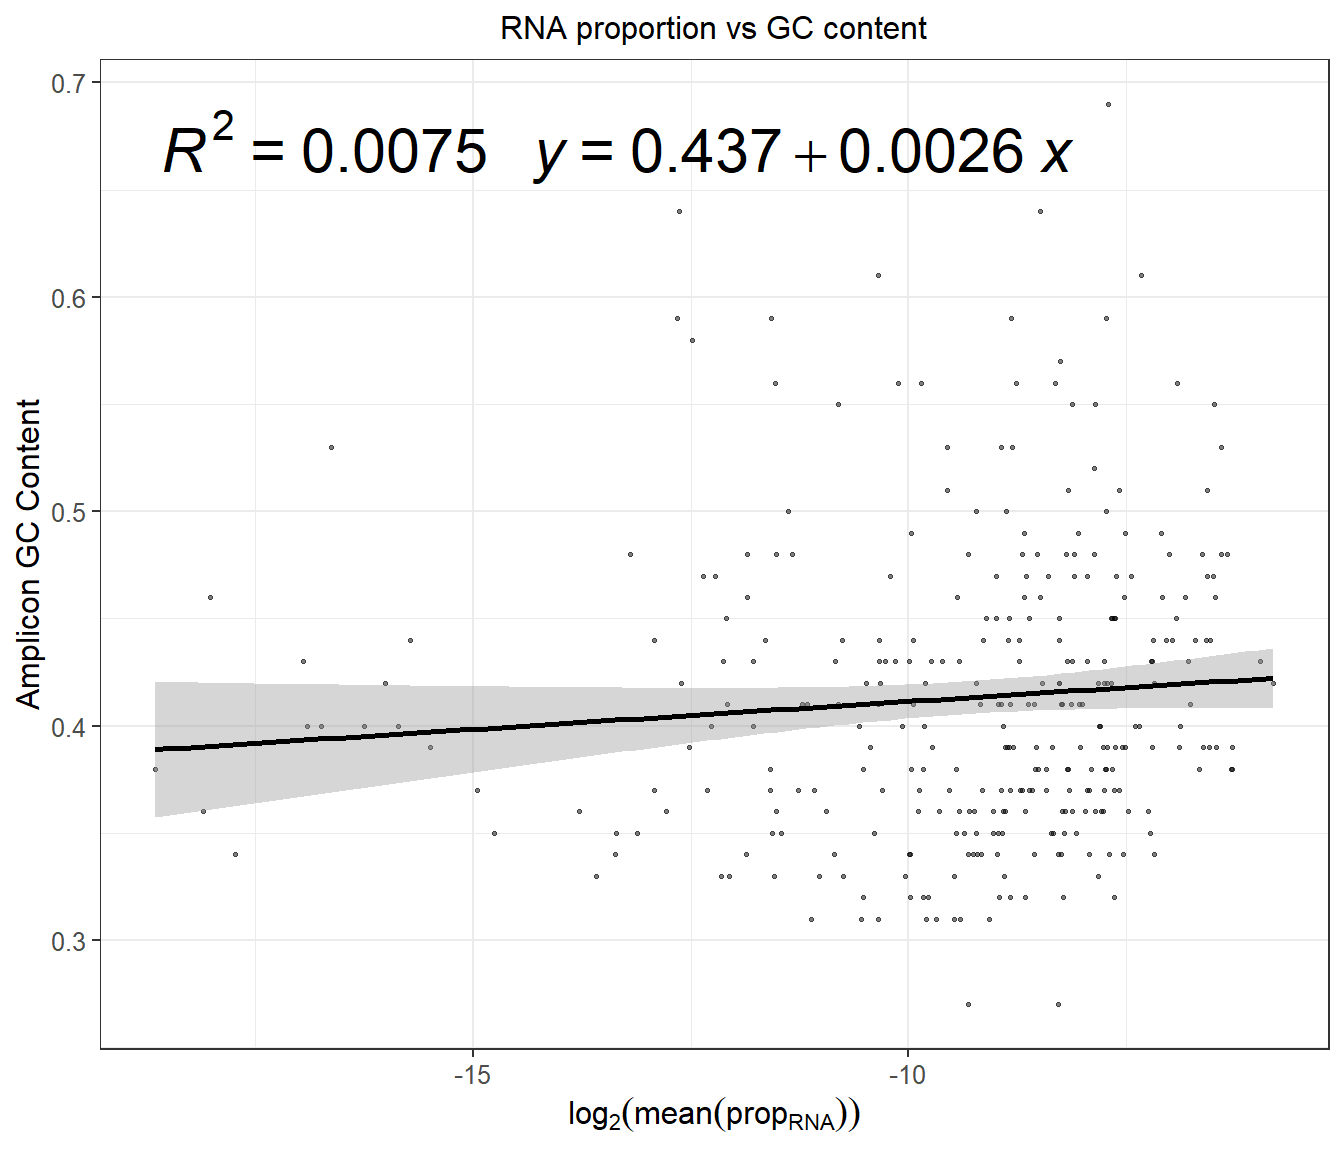 RNA proportion vs GC content
R² = 0.0075 y = 0.437 + 0.0026 x
Amplicon GC Content
0.7
0.6
0.5
0.4
0.3
-15 -10
log₂(mean(prop_RNA))